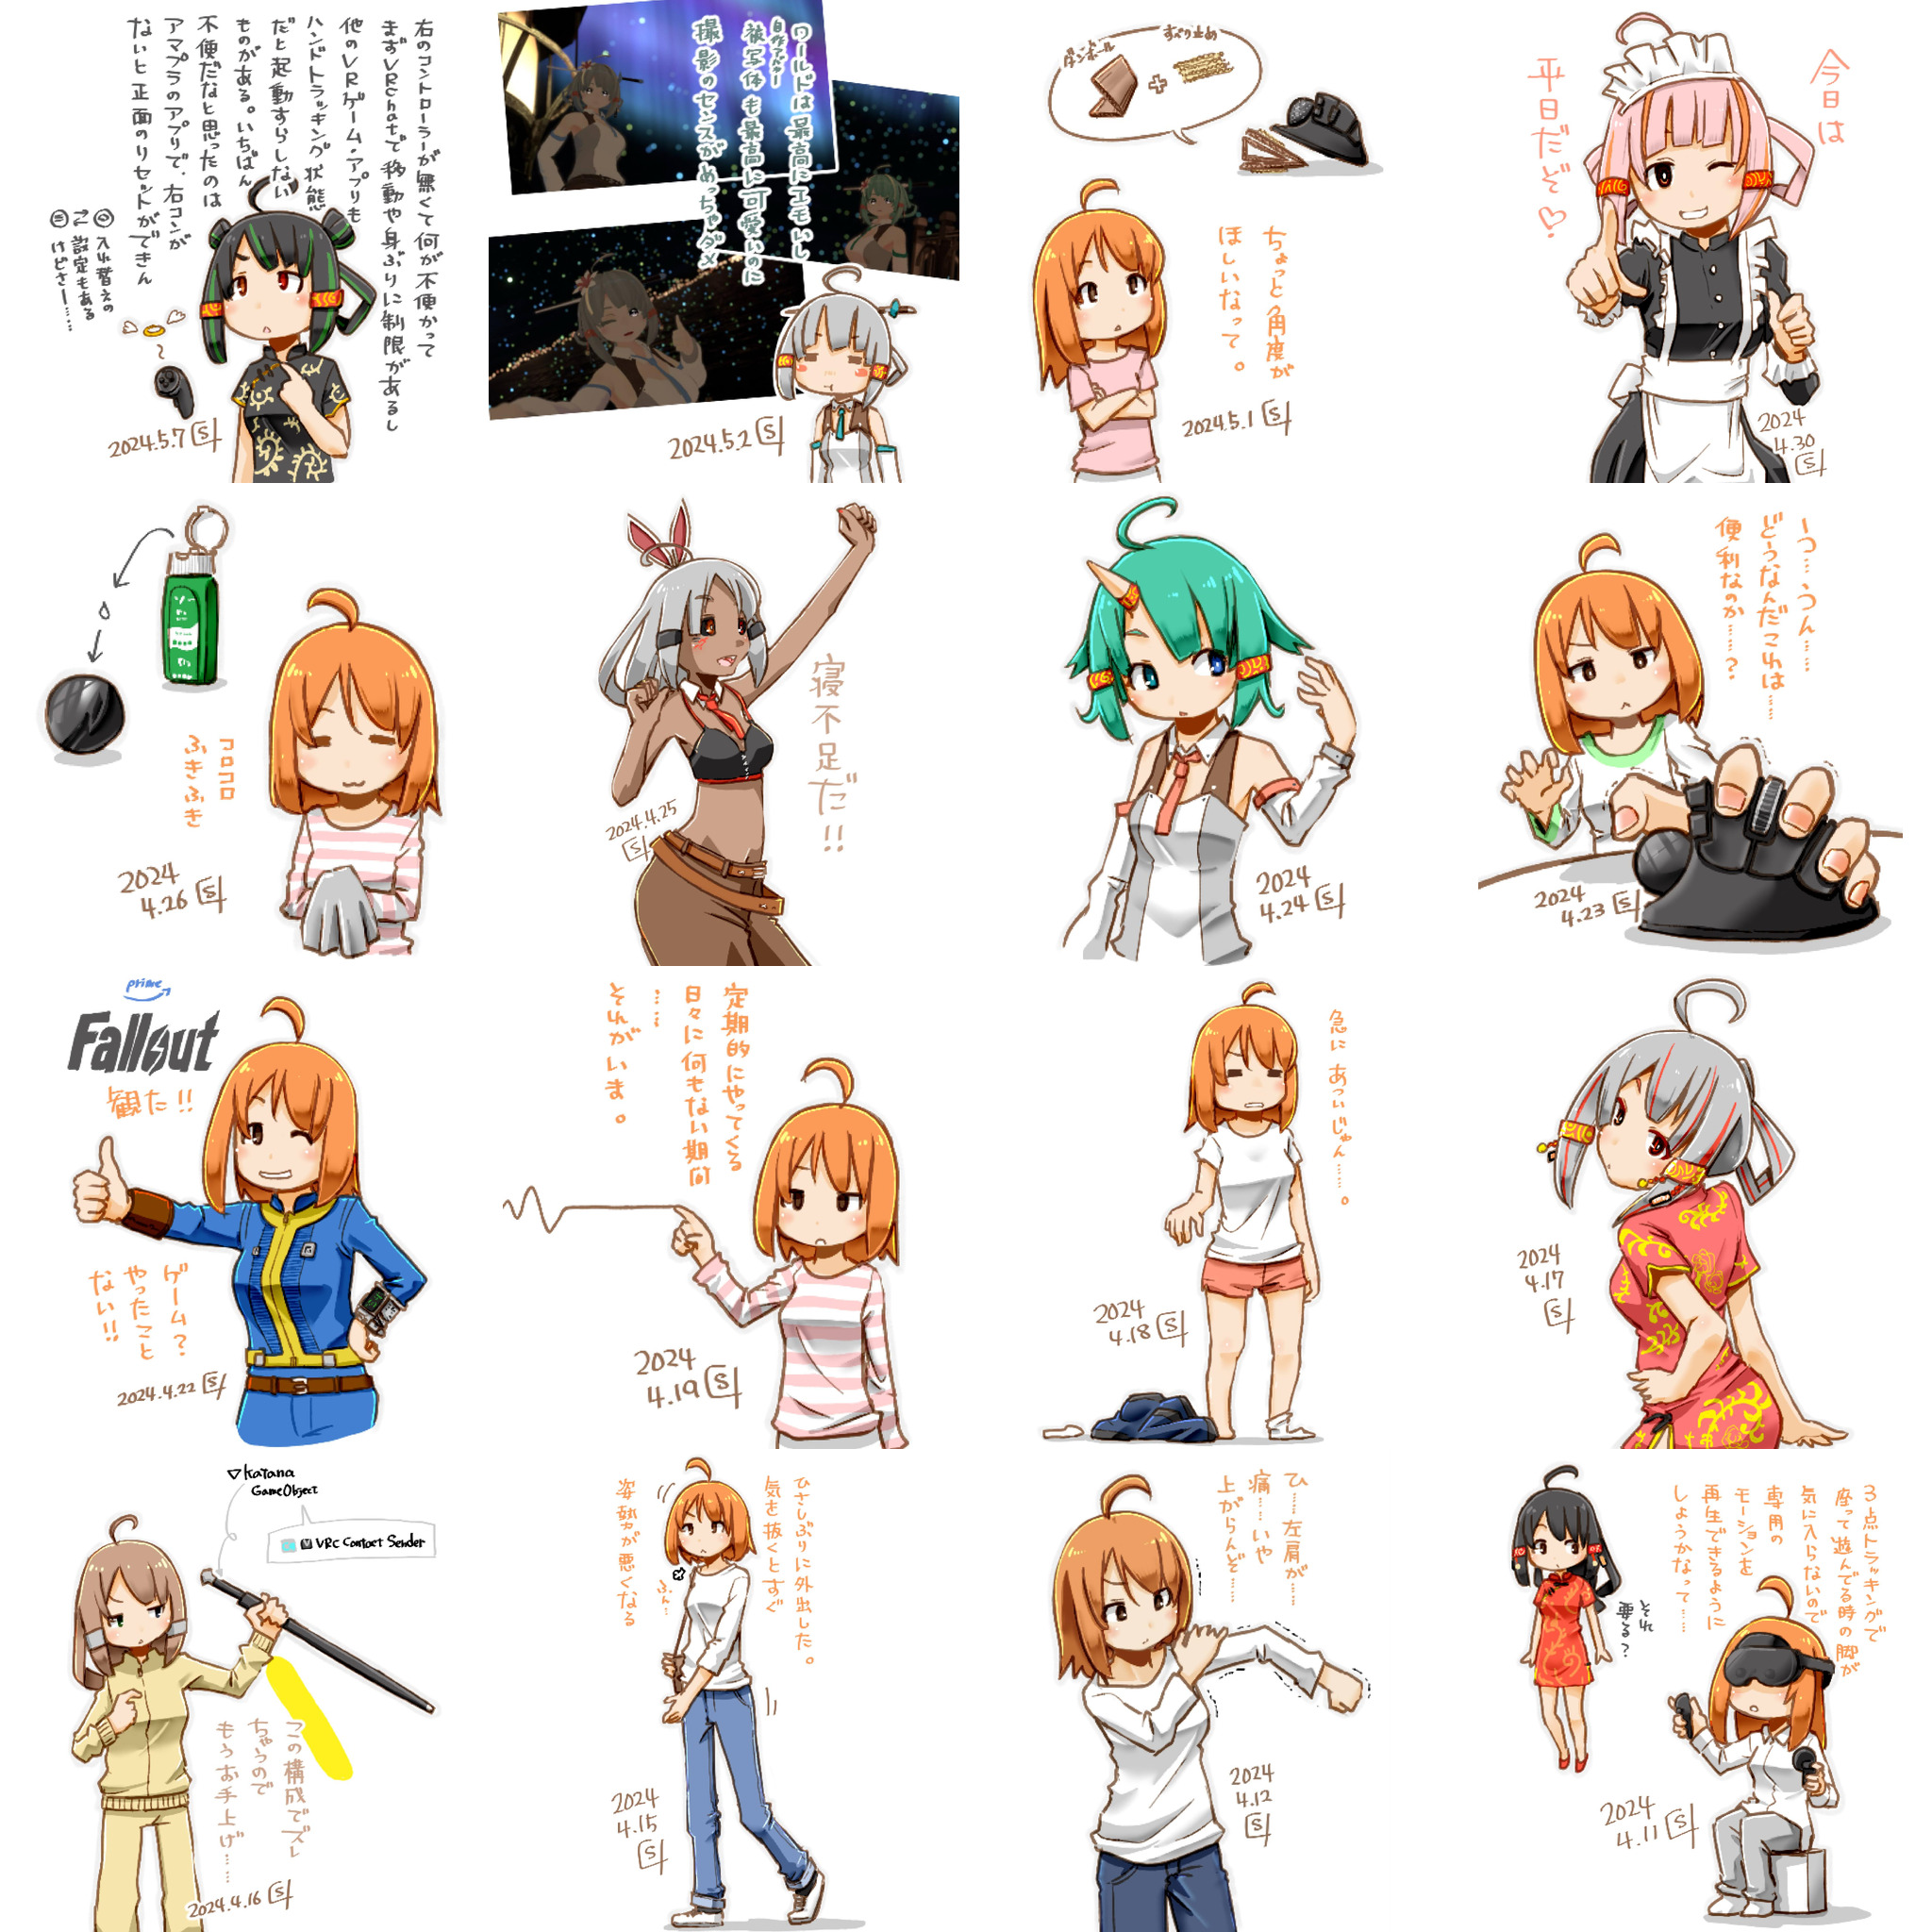 右のコントローラーが無くて何が不便かって
まずVRChatで移動や身ぶりに制限があるし
他のVRゲーム・アプリも
ハンドトラッキング状態
だと起動すらしない
ものがある。いちばん
不便だなと思ったのは
アマプラのアプリで、右コンが
ないと正面のリセットができん
入れ替えの
設定もある
けどさー……
2024.5.7 S
ワールドは最高にエモいし
自作アバター
被写体も最高に可愛いのに
撮影のセンスがめっちゃダメ
2024.5.2 S
ダンボール
+
すべり止め
ちょっと角度が
ほしいなって。
2024.5.1 S
今日は
平日だぞ♡
2024
4.30
S
コロコロ
ふきふき
2024
4.26 S
寝不足だ!!
2024.4.25
S
2024
4.24 S
うーん……
どうなんだこれは……
便利なのか……?
2024
4.23 S
prime
Fallout
観た!!
ゲーム?
やったこと
ない!!
2024.4.22 S
定期的にやってくる
日々に何もない期間
……
それがいま。
2024
4.19 S
急に あっついじゃん……。
2024
4.18 S
2024
4.17
S
▽Katana
GameObject
VRC Contact Sender
この構成でズレ
ちゃうので
もうお手上げ……
2024.4.16 S
ひさしぶりに外出した。
気を抜くとすぐ
姿勢が悪くなる
ふん…
2024
4.15
S
ひ……左肩が……
痛……いや
上がらんぞ……
2024
4.12
S
3点トラッキングで
座って遊んでる時の脚が
気に入らないので
専用の
モーションを
再生できるように
しようかなって……
それ
要る?
2024
4.11 S